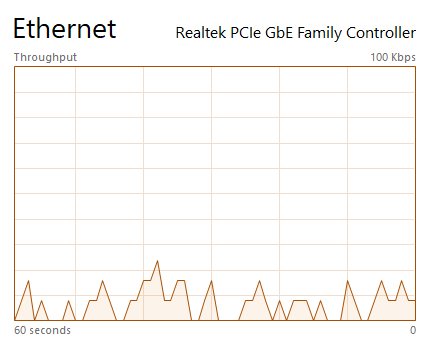 Ethernet Realtek PCIe GbE Family Controller
Throughput 100 Kbps
60 seconds 0